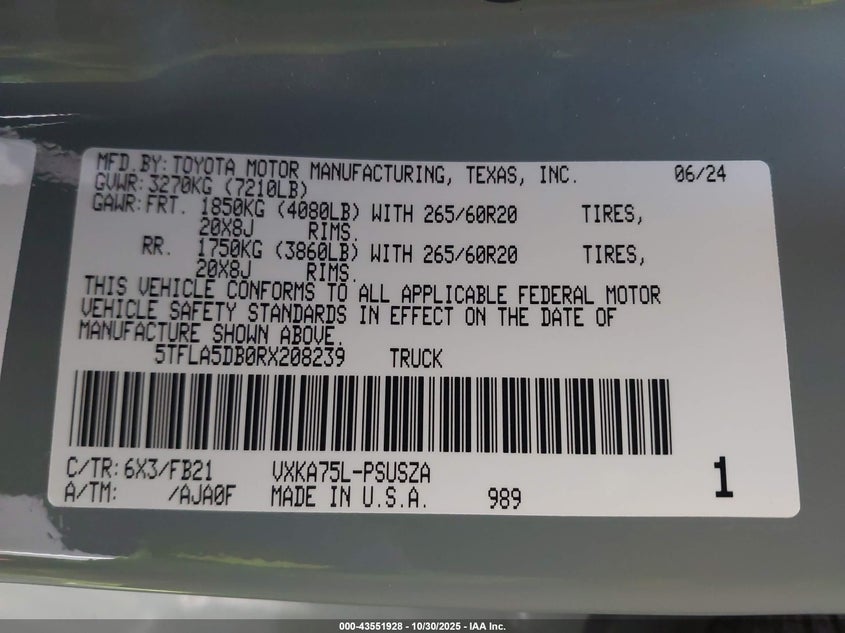 MFD. BY: TOYOTA MOTOR MANUFACTURING, TEXAS, INC. 06/24
GVWR: 3270KG (7210LB)
GAWR: FRT. 1850KG (4080LB) WITH 265/60R20 TIRES,
20X8J RIMS.
RR. 1750KG (3860LB) WITH 265/60R20 TIRES,
20X8J RIMS.
THIS VEHICLE CONFORMS TO ALL APPLICABLE FEDERAL MOTOR
VEHICLE SAFETY STANDARDS IN EFFECT ON THE DATE OF
MANUFACTURE SHOWN ABOVE.
5TFLA5DB0RX208239 TRUCK
C/TR: 6X3/FB21 VXKA75L-PSUSZA 1
A/TM: /AJA0F MADE IN U.S.A. 989
000-43551928 - 10/30/2025 - IAA Inc.